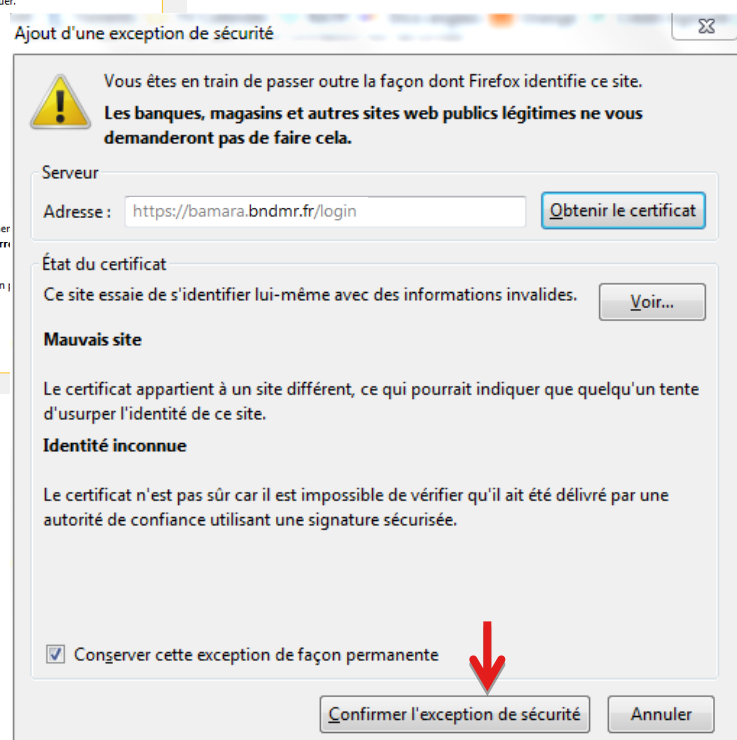 der.
Ajout d'une exception de sécurité
Vous êtes en train de passer outre la façon dont Firefox identifie ce site.
Les banques, magasins et autres sites web publics légitimes ne vous
demanderont pas de faire cela.
Serveur
Adresse : https://bamara.bndmr.fr/login Obtenir le certificat
État du certificat
Ce site essaie de s'identifier lui-même avec des informations invalides. Voir...
Mauvais site
Le certificat appartient à un site différent, ce qui pourrait indiquer que quelqu'un tente
d'usurper l'identité de ce site.
Identité inconnue
Le certificat n'est pas sûr car il est impossible de vérifier qu'il ait été délivré par une
autorité de confiance utilisant une signature sécurisée.
Conserver cette exception de façon permanente
Confirmer l'exception de sécurité Annuler